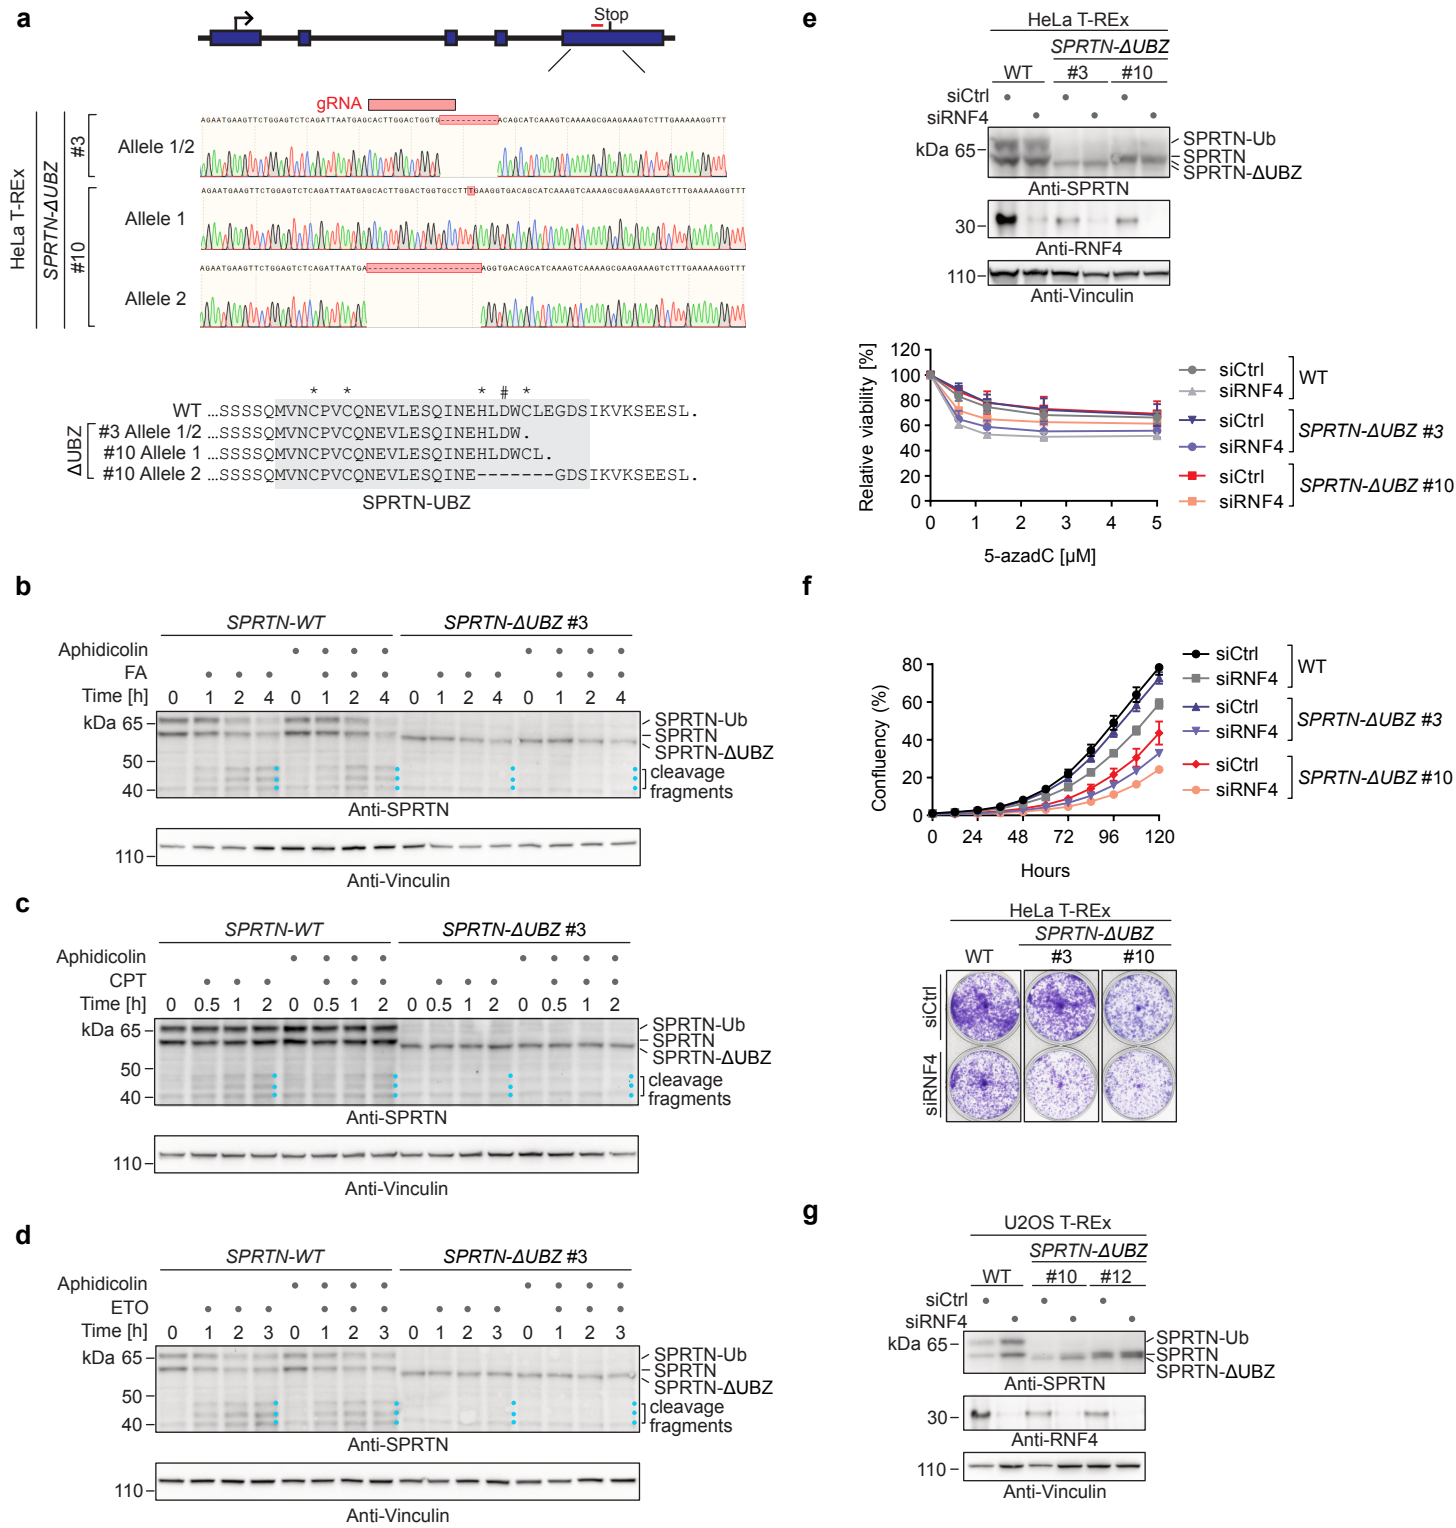 a
Stop
gRNA
HeLa T-REx
SPRTN-ΔUBZ
#3
Allele 1/2
AGAATGAAGTTCTGGAGTCTCAGATTAATGAGCACTTGGACTGGTG-----------ACAGCATCAAAGTCAAAAGCGAAGAAAGTCTTTGAAAAAGGTTT
#10
Allele 1
AGAATGAAGTTCTGGAGTCTCAGATTAATGAGCACTTGGACTGGTGCCTTTGAAGGTGACAGCATCAAAGTCAAAAGCGAAGAAAGTCTTTGAAAAAGGTTT
Allele 2
AGAATGAAGTTCTGGAGTCTCAGATTAATGA----------------------AGGTGACAGCATCAAAGTCAAAAGCGAAGAAAGTCTTTGAAAAAGGTTT
* * * # *
WT …SSSSQMVNCPVCQNEVLESQINEHLDWCLEGDSIKVKSEESL.
ΔUBZ
#3 Allele 1/2 …SSSSQMVNCPVCQNEVLESQINEHLDW.
#10 Allele 1 …SSSSQMVNCPVCQNEVLESQINEHLDWCL.
#10 Allele 2 …SSSSQMVNCPVCQNEVLESQINE-------GDSIKVKSEESL.
SPRTN-UBZ
b
SPRTN-WT SPRTN-ΔUBZ #3
Aphidicolin
FA
Time [h] 0 1 2 4 0 1 2 4 0 1 2 4 0 1 2 4
kDa 65
50
40
SPRTN-Ub
SPRTN
SPRTN-ΔUBZ
cleavage
fragments
Anti-SPRTN
110
Anti-Vinculin
c
SPRTN-WT SPRTN-ΔUBZ #3
Aphidicolin
CPT
Time [h] 0 0.5 1 2 0 0.5 1 2 0 0.5 1 2 0 0.5 1 2
kDa 65
50
40
SPRTN-Ub
SPRTN
SPRTN-ΔUBZ
cleavage
fragments
Anti-SPRTN
110
Anti-Vinculin
d
SPRTN-WT SPRTN-ΔUBZ #3
Aphidicolin
ETO
Time [h] 0 1 2 3 0 1 2 3 0 1 2 3 0 1 2 3
kDa 65
50
40
SPRTN-Ub
SPRTN
SPRTN-ΔUBZ
cleavage
fragments
Anti-SPRTN
110
Anti-Vinculin
e
HeLa T-REx
SPRTN-ΔUBZ
WT #3 #10
siCtrl
siRNF4
kDa 65
SPRTN-Ub
SPRTN
SPRTN-ΔUBZ
Anti-SPRTN
30
Anti-RNF4
110
Anti-Vinculin
Relative viability [%]
120
100
80
60
40
20
0
0 1 2 3 4 5
5-azadC [µM]
siCtrl
siRNF4
WT
siCtrl
siRNF4
SPRTN-ΔUBZ #3
siCtrl
siRNF4
SPRTN-ΔUBZ #10
f
Confluency (%)
80
60
40
20
0
0 24 48 72 96 120
Hours
siCtrl
siRNF4
WT
siCtrl
siRNF4
SPRTN-ΔUBZ #3
siCtrl
siRNF4
SPRTN-ΔUBZ #10
HeLa T-REx
SPRTN-ΔUBZ
WT #3 #10
siCtrl
siRNF4
g
U2OS T-REx
SPRTN-ΔUBZ
WT #10 #12
siCtrl
siRNF4
kDa 65
SPRTN-Ub
SPRTN
SPRTN-ΔUBZ
Anti-SPRTN
30
Anti-RNF4
110
Anti-Vinculin